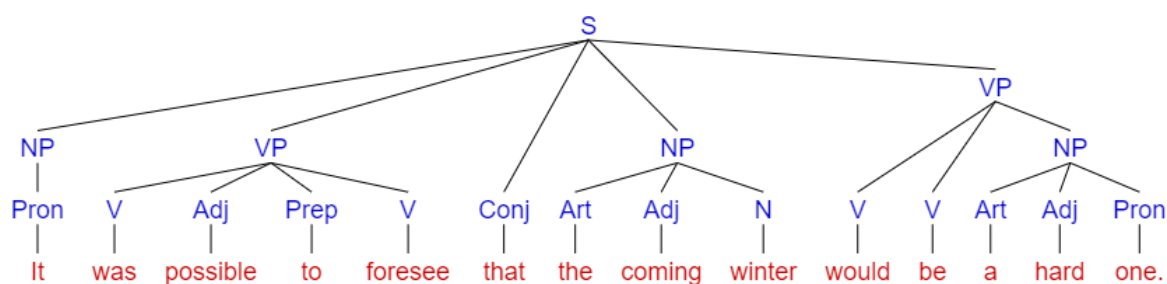 S
VP
NP VP NP NP
Pron V Adj Prep V Conj Art Adj N V V Art Adj Pron
It was possible to foresee that the coming winter would be a hard one.